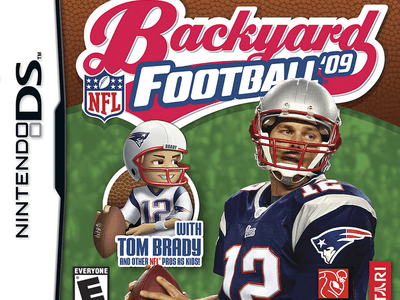 NINTENDO DS™
Backyard
FOOTBALL '09
NFL
BRADY
12
WITH
TOM BRADY
AND OTHER NFL PROS AS KIDS!
12
EVERYONE
E
ATARI